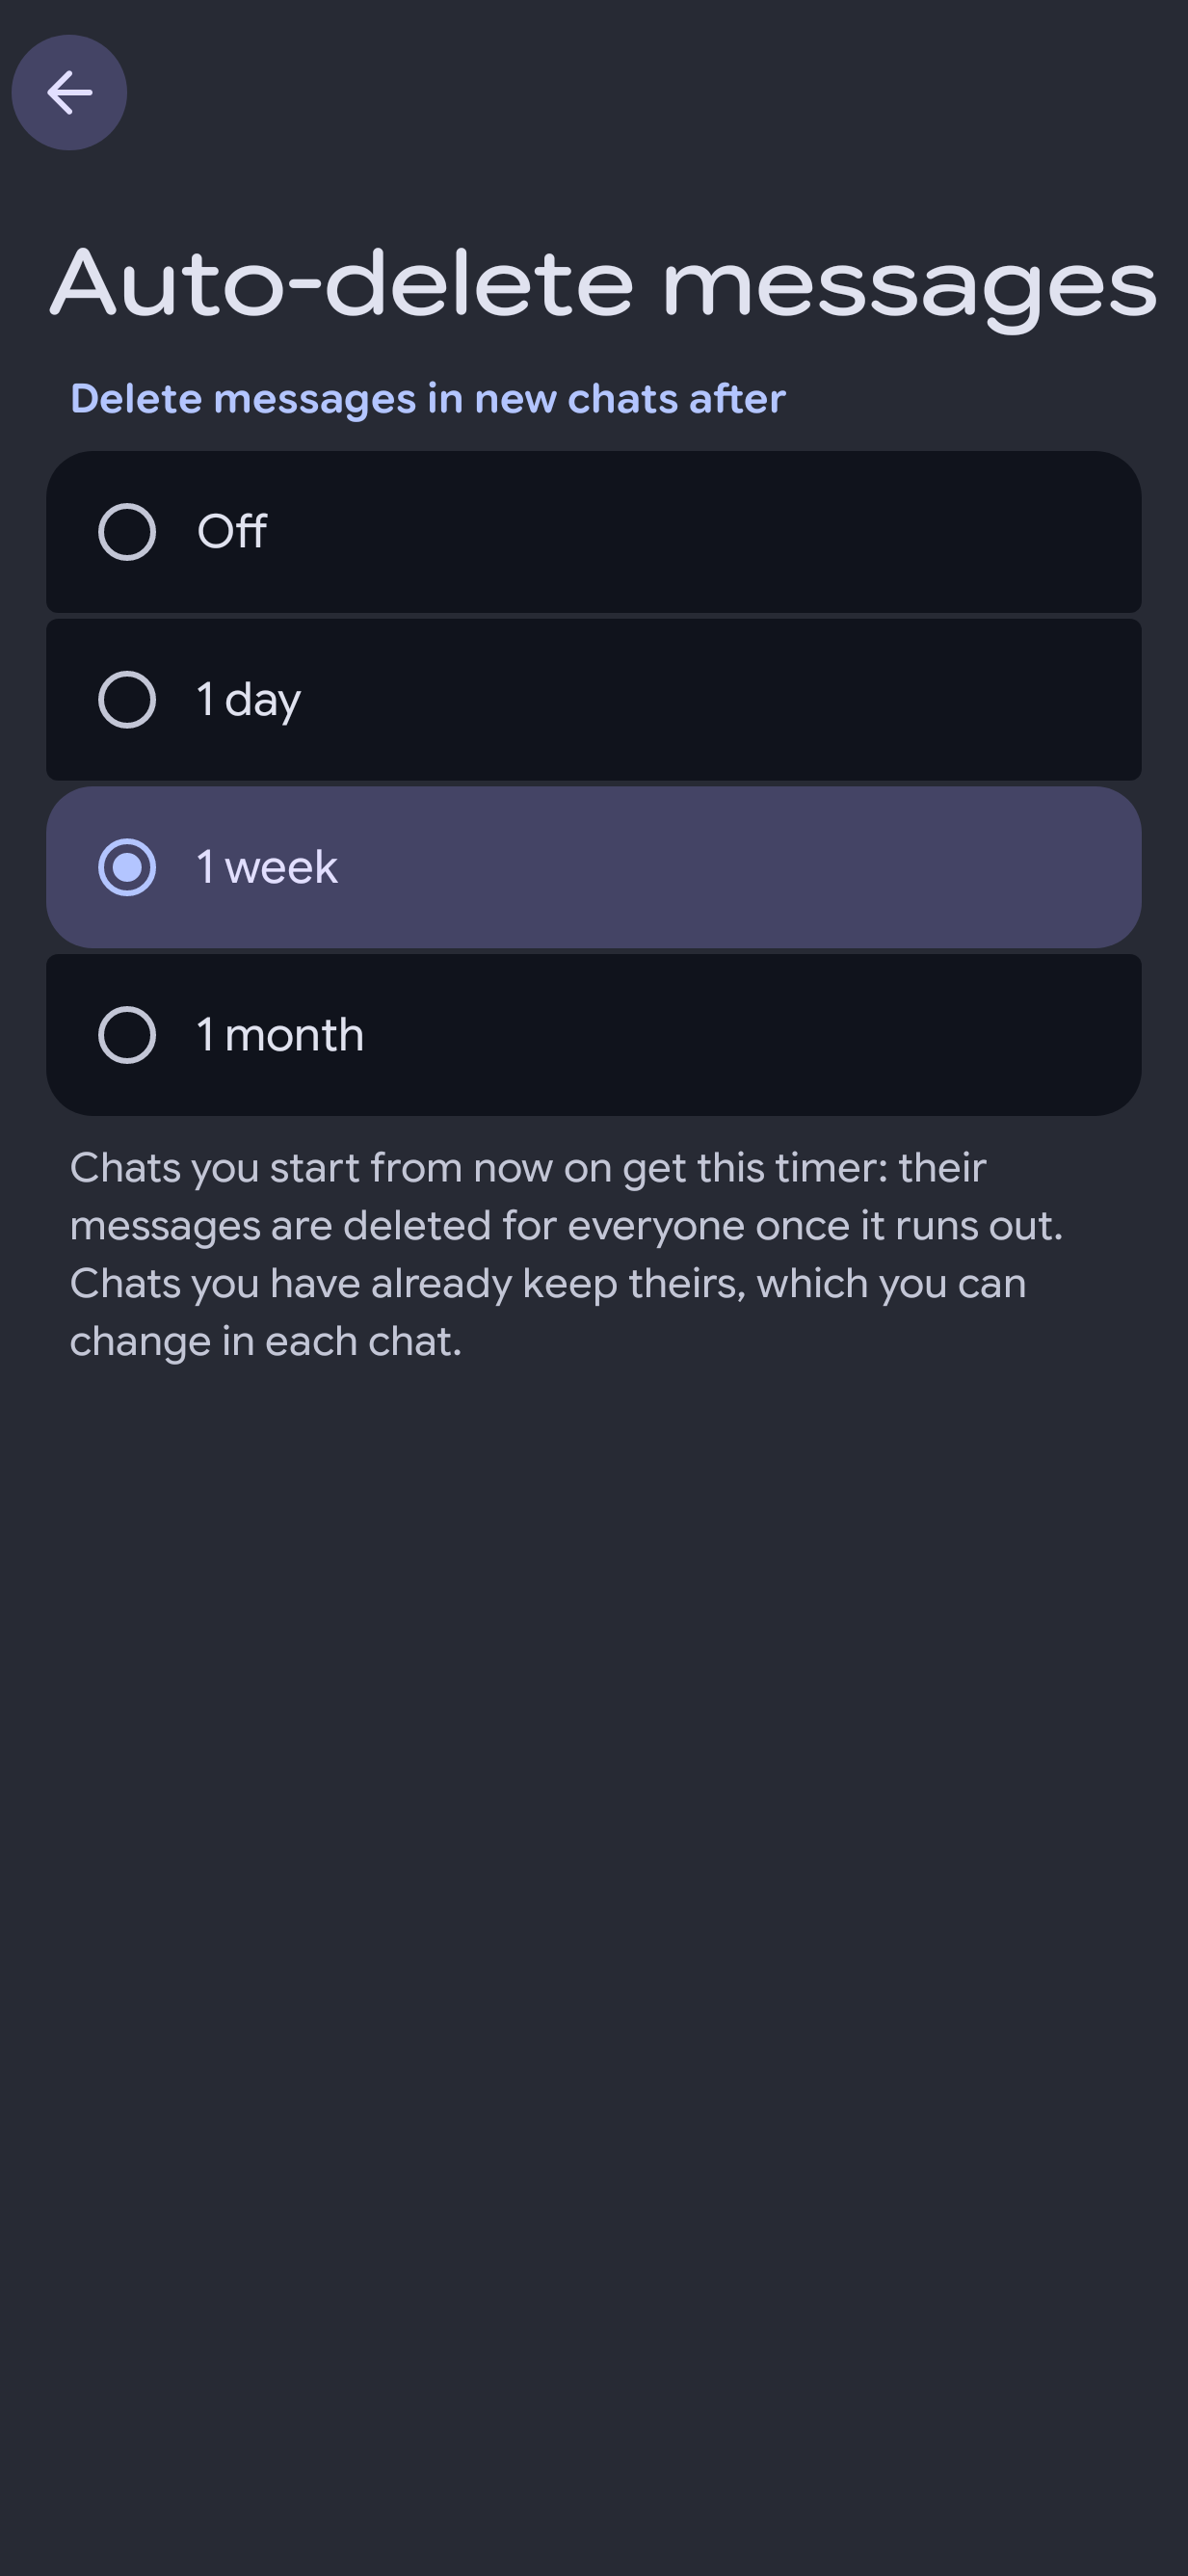 Auto-delete messages
Delete messages in new chats after
Off
1 day
1 week
1 month
Chats you start from now on get this timer: their
messages are deleted for everyone once it runs out.
Chats you have already keep theirs, which you can
change in each chat.